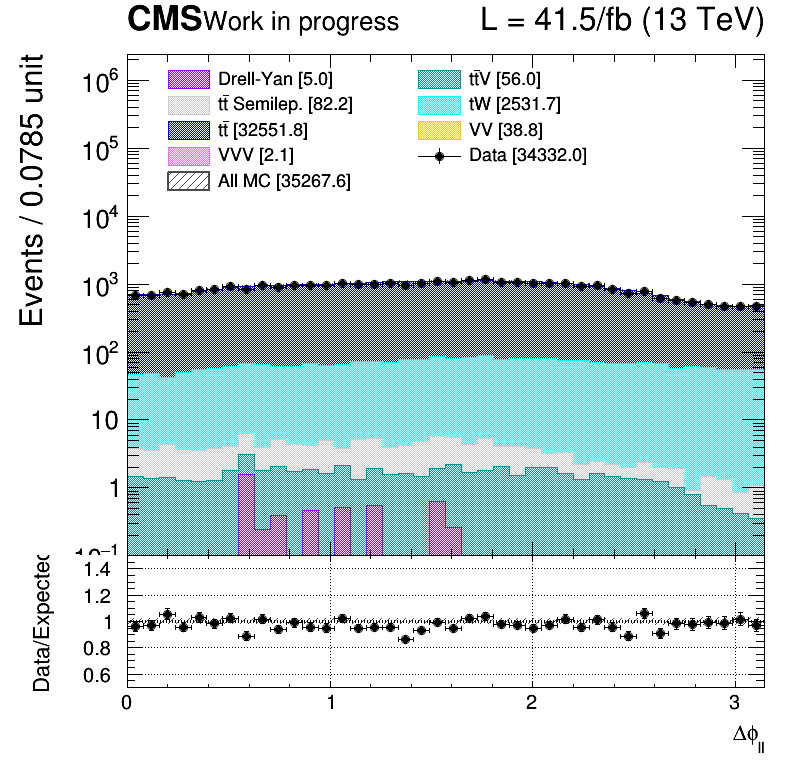 CMS Work in progress L = 41.5/fb (13 TeV)
Events / 0.0785 unit
Drell-Yan [5.0]
tt̄ Semilep. [82.2]
tt̄ [32551.8]
VVV [2.1]
All MC [35267.6]
tt̄V [56.0]
tW [2531.7]
VV [38.8]
Data [34332.0]
10⁶
10⁵
10⁴
10³
10²
10
1
10⁻¹
Data/Expected
1.4
1.2
1
0.8
0.6
0 1 2 3
Δϕ_ll